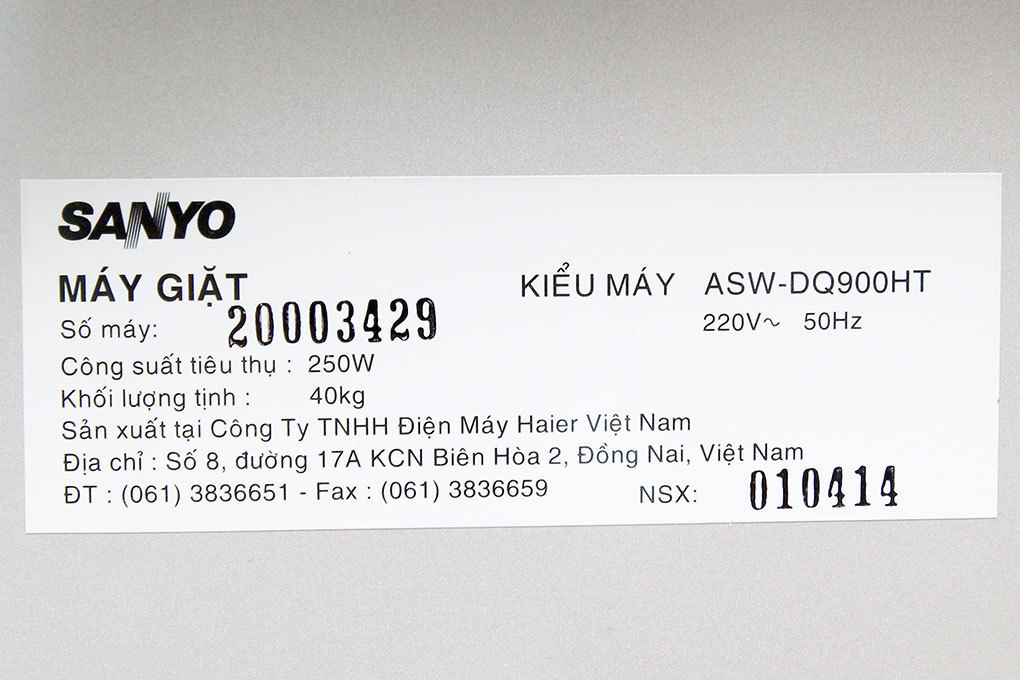 SANYO
MÁY GIẶT KIỂU MÁY ASW-DQ900HT
Số máy: 20003429 220V~ 50Hz
Công suất tiêu thụ : 250W
Khối lượng tịnh : 40kg
Sản xuất tại Công Ty TNHH Điện Máy Haier Việt Nam
Địa chỉ : Số 8, đường 17A KCN Biên Hòa 2, Đồng Nai, Việt Nam
ĐT : (061) 3836651 - Fax : (061) 3836659 NSX: 010414